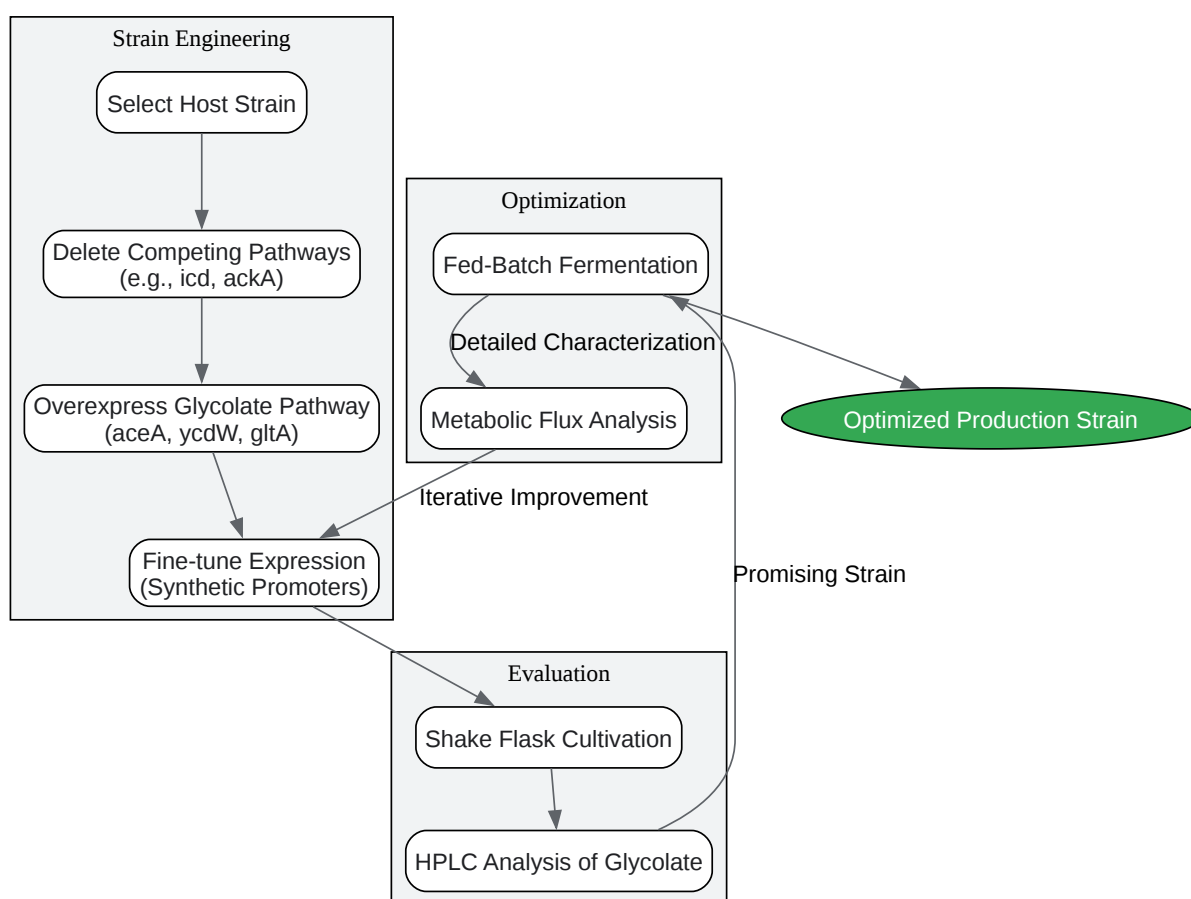 Strain Engineering
Select Host Strain
Delete Competing Pathways
(e.g., icd, ackA)
Overexpress Glycolate Pathway
(aceA, ycdW, gltA)
Fine-tune Expression
(Synthetic Promoters)
Optimization
Fed-Batch Fermentation
Detailed Characterization
Metabolic Flux Analysis
Iterative Improvement
Optimized Production Strain
Promising Strain
Evaluation
Shake Flask Cultivation
HPLC Analysis of Glycolate